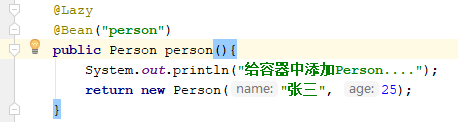 @Lazy
@Bean("person")
public Person person(){
System.out.println("给容器中添加Person....");
return new Person( name: "张三", age: 25);
}